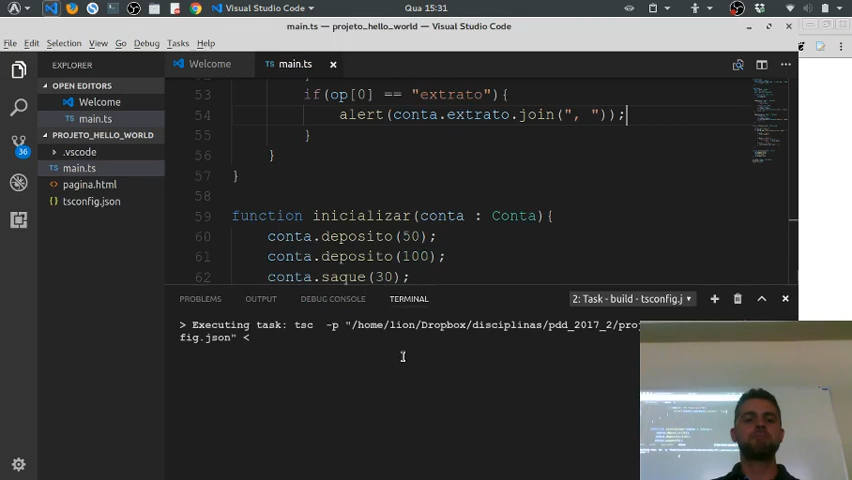 Visual Studio Code
Qua 15:31
main.ts - projeto_hello_world - Visual Studio Code
File Edit Selection View Go Debug Tasks Help
EXPLORER
OPEN EDITORS
Welcome
main.ts
PROJETO_HELLO_WORLD
.vscode
main.ts
pagina.html
tsconfig.json
36
Welcome
main.ts
53 if(op[0] == "extrato"){
54 alert(conta.extrato.join(", "));
55 }
56 }
57 }
58
59 function inicializar(conta : Conta){
60 conta.deposito(50);
61 conta.deposito(100);
62 conta.saque(30);
PROBLEMS OUTPUT DEBUG CONSOLE TERMINAL
2: Task - build - tsconfig.j
> Executing task: tsc -p "/home/lion/Dropbox/disciplinas/pdd_2017_2/pro
fig.json" <